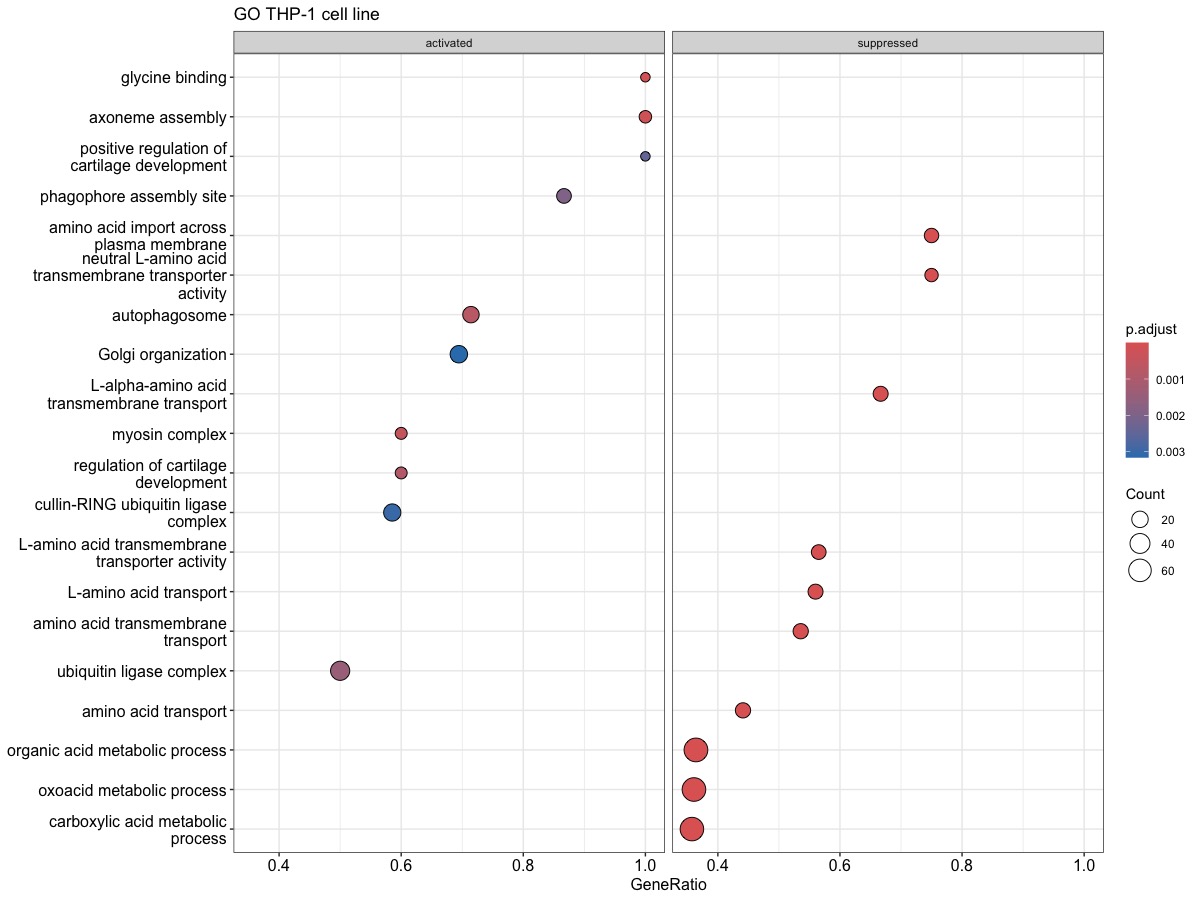 GO THP-1 cell line
activated
suppressed
glycine binding
axoneme assembly
positive regulation of
cartilage development
phagophore assembly site
amino acid import across
plasma membrane
neutral L-amino acid
transmembrane transporter
activity
autophagosome
Golgi organization
L-alpha-amino acid
transmembrane transport
myosin complex
regulation of cartilage
development
cullin-RING ubiquitin ligase
complex
L-amino acid transmembrane
transporter activity
L-amino acid transport
amino acid transmembrane
transport
ubiquitin ligase complex
amino acid transport
organic acid metabolic process
oxoacid metabolic process
carboxylic acid metabolic
process
0.4 0.6 0.8 1.0
0.4 0.6 0.8 1.0
GeneRatio
p.adjust
0.001
0.002
0.003
Count
20
40
60